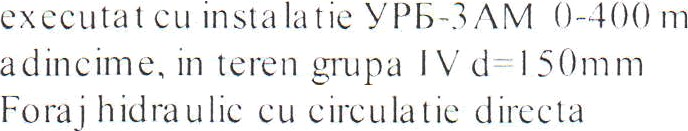 executat cu instalatie УРБ-3АМ 0-400 m
adincime, in teren grupa IV d=150mm
Foraj hidraulic cu circulatie directa